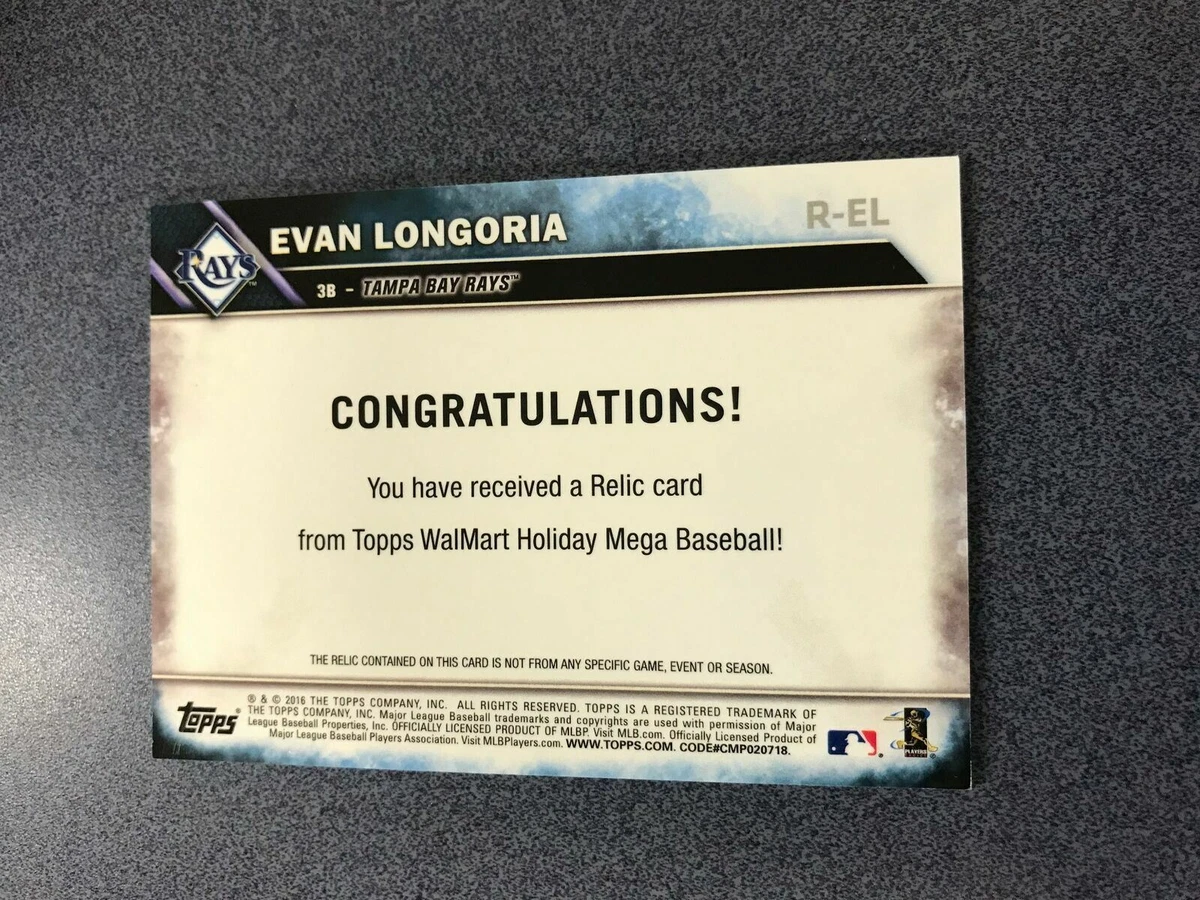 R-EL
RAYS™
EVAN LONGORIA
3B - TAMPA BAY RAYS™
CONGRATULATIONS!
You have received a Relic card
from Topps WalMart Holiday Mega Baseball!
THE RELIC CONTAINED ON THIS CARD IS NOT FROM ANY SPECIFIC GAME, EVENT OR SEASON.
topps®
® & © 2016 THE TOPPS COMPANY, INC. ALL RIGHTS RESERVED. TOPPS IS A REGISTERED TRADEMARK OF
THE TOPPS COMPANY, INC. Major League Baseball trademarks and copyrights are used with permission of Major
League Baseball Properties, Inc. OFFICIALLY LICENSED PRODUCT OF MLBP. Visit MLB.com. Officially Licensed Product of
Major League Baseball Players Association. Visit MLBPlayers.com. WWW.TOPPS.COM. CODE#CMP020718.
PLAYERS